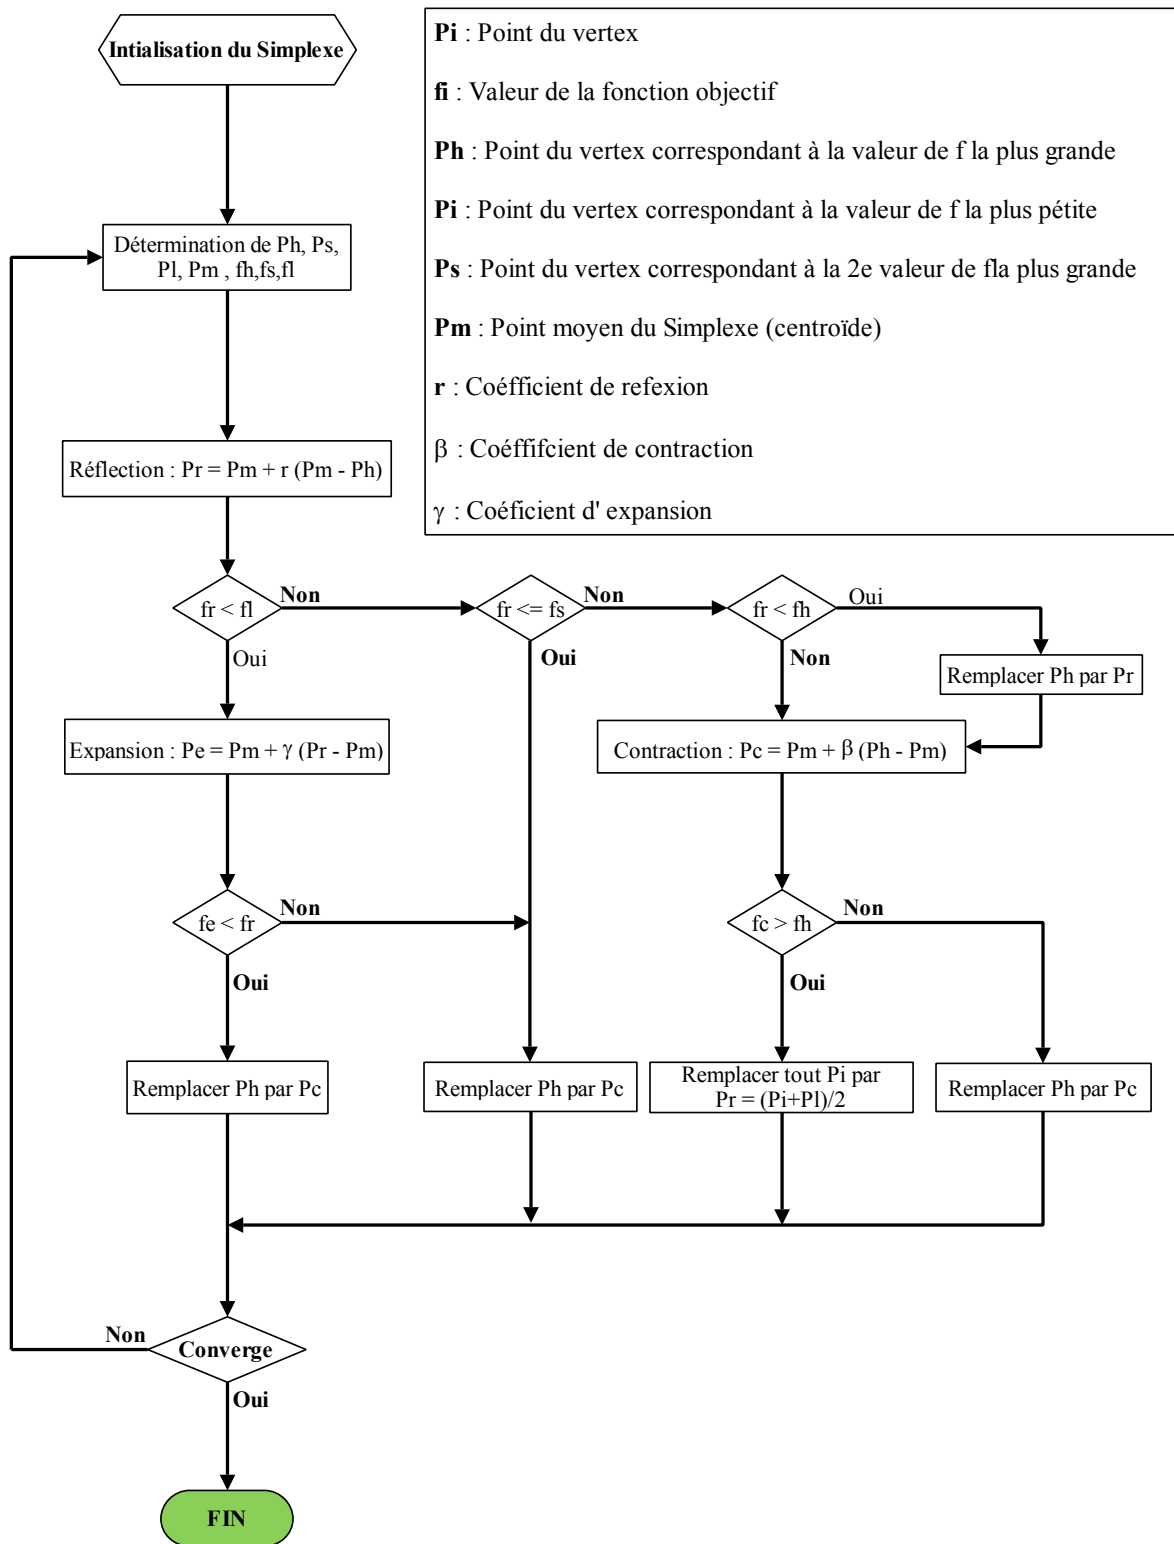 Intialisation du Simplexe
Pi : Point du vertex
fi : Valeur de la fonction objectif
Ph : Point du vertex correspondant à la valeur de f la plus grande
Pi : Point du vertex correspondant à la valeur de f la plus pétite
Ps : Point du vertex correspondant à la 2e valeur de fla plus grande
Pm : Point moyen du Simplexe (centroïde)
r : Coéfficient de refexion
β : Coéffifcient de contraction
γ : Coéficient d' expansion
Détermination de Ph, Ps,
Pl, Pm , fh,fs,fl
Réflection : Pr = Pm + r (Pm - Ph)
fr < fl
Non
fr <= fs
Non
fr < fh
Oui
Oui
Oui
Non
Remplacer Ph par Pr
Expansion : Pe = Pm + γ (Pr - Pm)
Contraction : Pc = Pm + β (Ph - Pm)
fe < fr
Non
fc > fh
Non
Oui
Oui
Remplacer Ph par Pc
Remplacer Ph par Pc
Remplacer tout Pi par
Pr = (Pi+Pl)/2
Remplacer Ph par Pc
Non
Converge
Oui
FIN